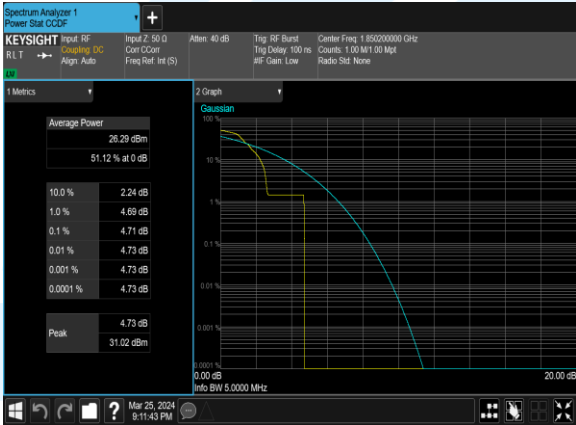 Spectrum Analyzer 1
Power Stat CCDF
+
KEYSIGHT
RLT
LW
Input: RF
Coupling: DC
Align: Auto
Input Z: 50 Ω
Corr CCorr
Freq Ref: Int (S)
Atten: 40 dB
Trig: RF Burst
Trig Delay: 100 ns
#IF Gain: Low
Center Freq: 1.850200000 GHz
Counts: 1.00 M/1.00 Mpt
Radio Std: None
1 Metrics
Average Power
26.29 dBm
51.12 % at 0 dB
10.0 % 2.24 dB
1.0 % 4.69 dB
0.1 % 4.71 dB
0.01 % 4.73 dB
0.001 % 4.73 dB
0.0001 % 4.73 dB
Peak
4.73 dB
31.02 dBm
2 Graph
Gaussian
100 %
10 %
1 %
0.1 %
0.01 %
0.001 %
0.0001 %
0.00 dB
20.00 dB
Info BW 5.0000 MHz
?
Mar 25, 2024
9:11:43 PM